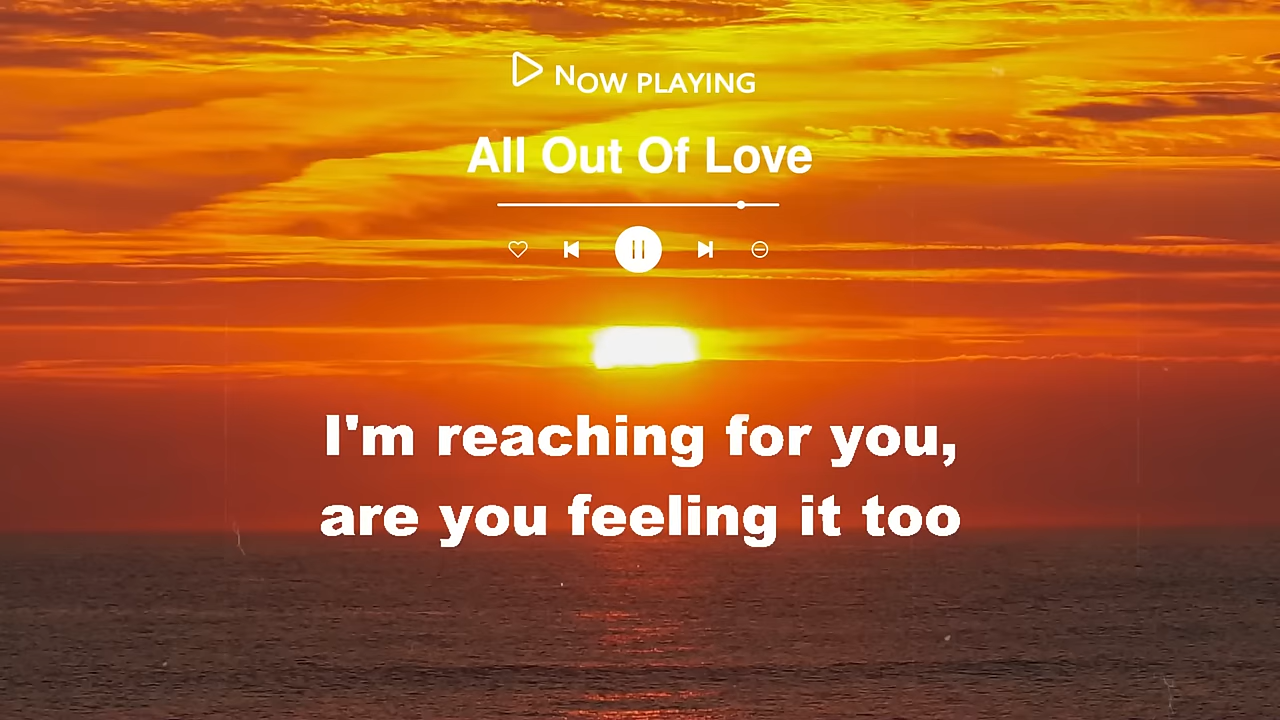 NOW PLAYING
All Out Of Love
I'm reaching for you,
are you feeling it too